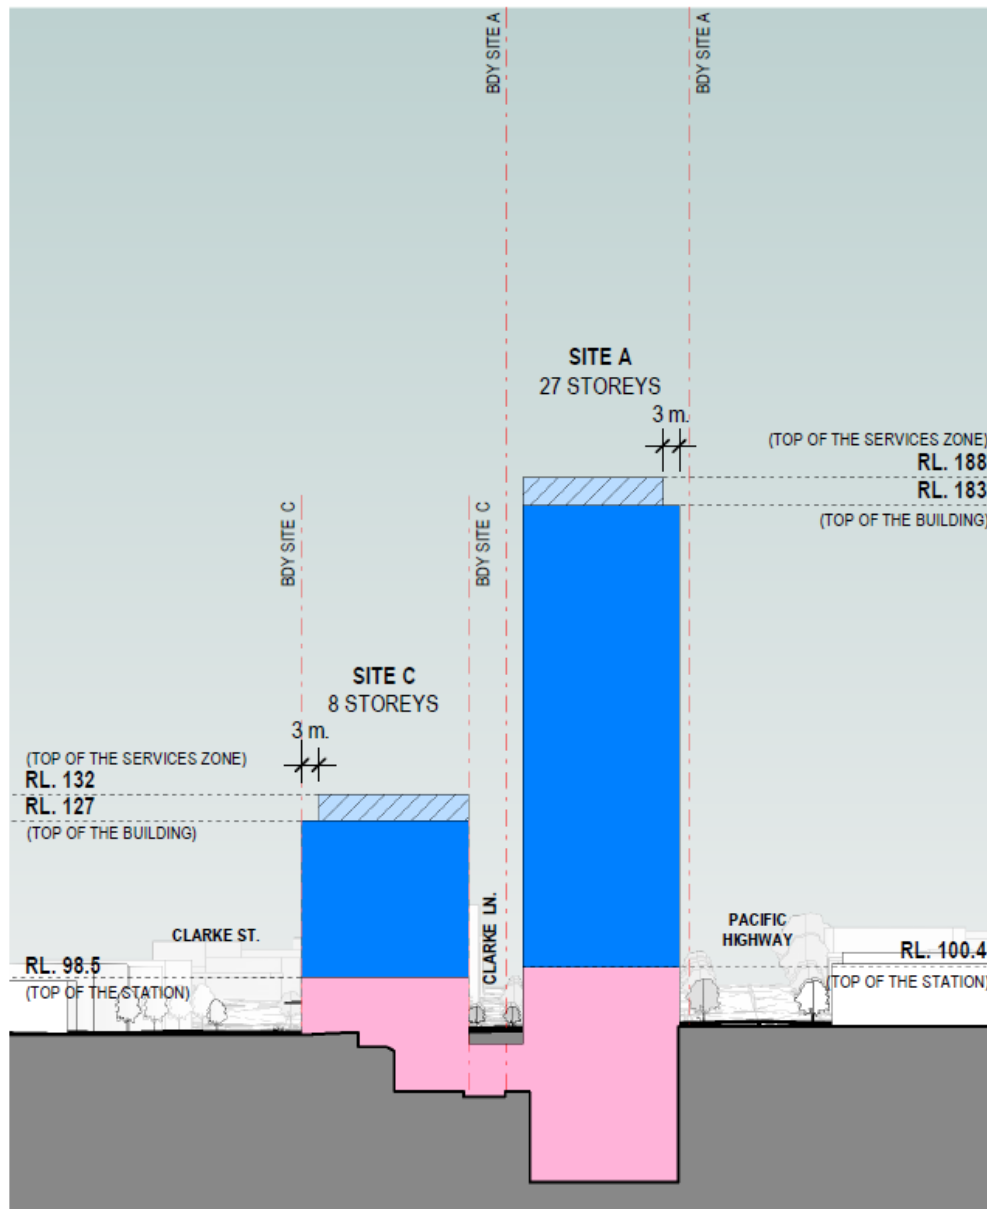 BDY SITE A
BDY SITE A
SITE A
27 STOREYS
3 m.
(TOP OF THE SERVICES ZONE)
RL. 188
RL. 183
(TOP OF THE BUILDING)
BDY SITE C
BDY SITE C
SITE C
8 STOREYS
3 m.
(TOP OF THE SERVICES ZONE)
RL. 132
RL. 127
(TOP OF THE BUILDING)
CLARKE ST.
CLARKE LN.
PACIFIC
HIGHWAY
RL. 98.5
(TOP OF THE STATION)
RL. 100.4
(TOP OF THE STATION)